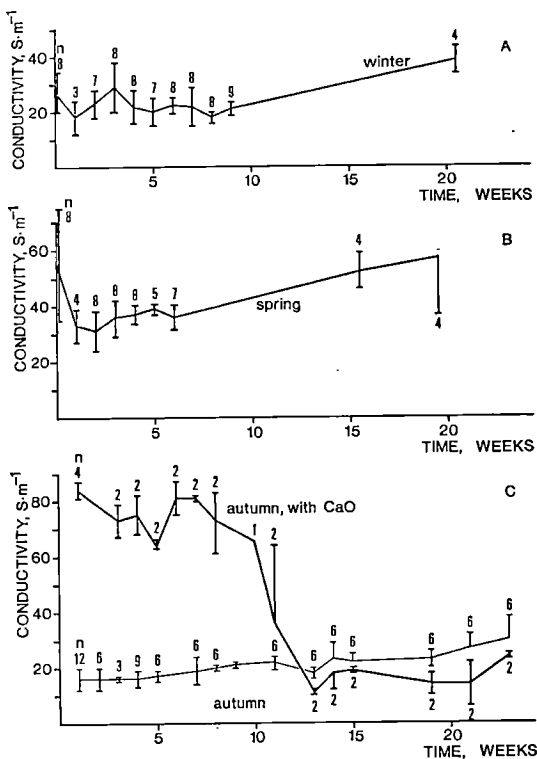 A
CONDUCTIVITY, S·m⁻¹
40
20
n
8 3 7 8 8 7 8 8 8 9 4
winter
5 10 15 20
TIME, WEEKS
B
CONDUCTIVITY, S·m⁻¹
60
40
20
n
8 4 8 8 8 5 7 4 4
spring
5 10 15 20
TIME, WEEKS
C
CONDUCTIVITY, S·m⁻¹
80
60
40
20
n
4 2 2 2 2 2 2 1 2
autumn, with CaO
n
12 6 3 9 6 6 6 6 6 6 6 6 6 6
autumn
2 2 2 2 2 2
5 10 15 20
TIME, WEEKS